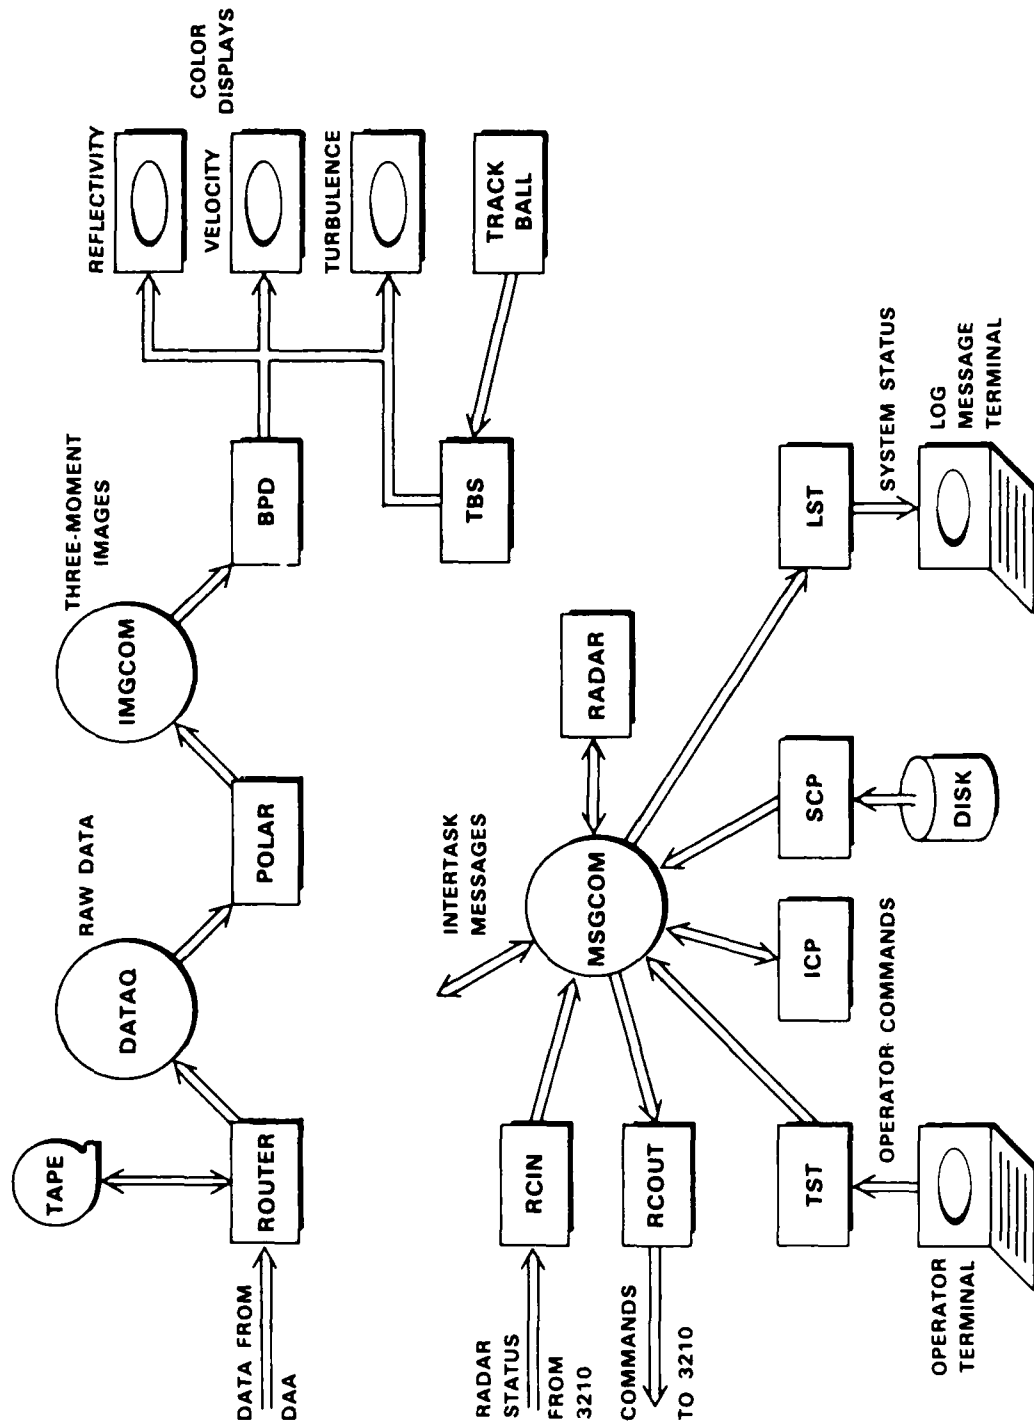 TAPE
DATA FROM
DAA
ROUTER
DATAQ
RAW DATA
POLAR
IMGCOM
THREE-MOMENT
IMAGES
BPD
REFLECTIVITY
VELOCITY
TURBULENCE
COLOR
DISPLAYS
TBS
TRACK
BALL
RADAR
STATUS
FROM
3210
RCIN
COMMANDS
TO 3210
RCOUT
INTERTASK
MESSAGES
MSGCOM
RADAR
OPERATOR
TERMINAL
TST
OPERATOR COMMANDS
ICP
SCP
DISK
LST
SYSTEM STATUS
LOG
MESSAGE
TERMINAL